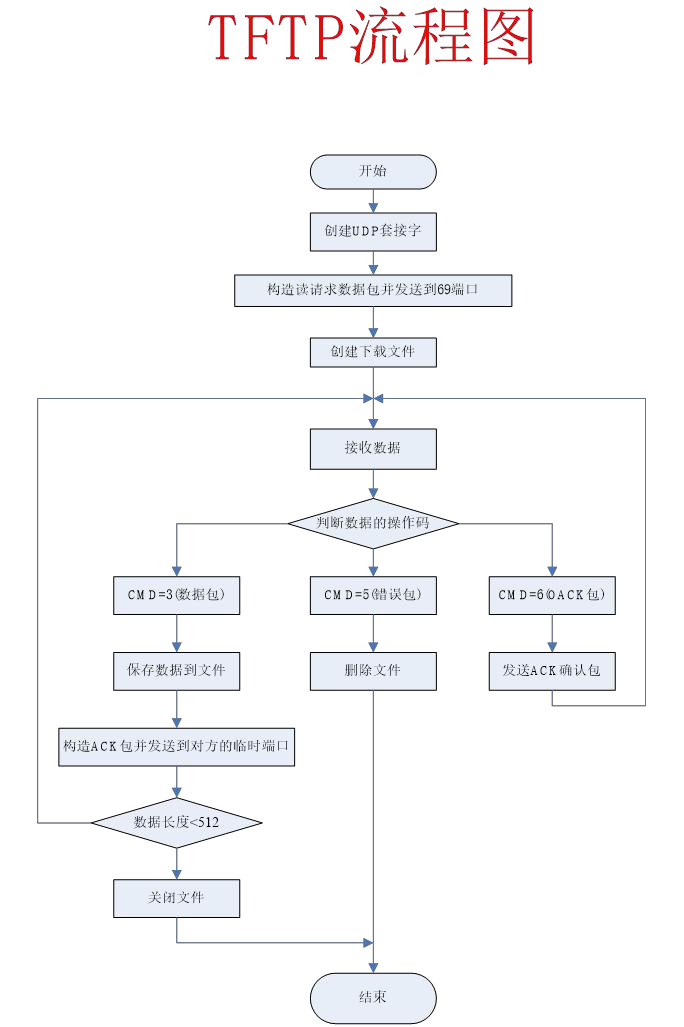 TFTP流程图
开始
创建UDP套接字
构造读请求数据包并发送到69端口
创建下载文件
接收数据
判断数据的操作码
CMD=3(数据包)
CMD=5(错误包)
CMD=6(OACK包)
保存数据到文件
删除文件
发送ACK确认包
构造ACK包并发送到对方的临时端口
数据长度<512
关闭文件
结束